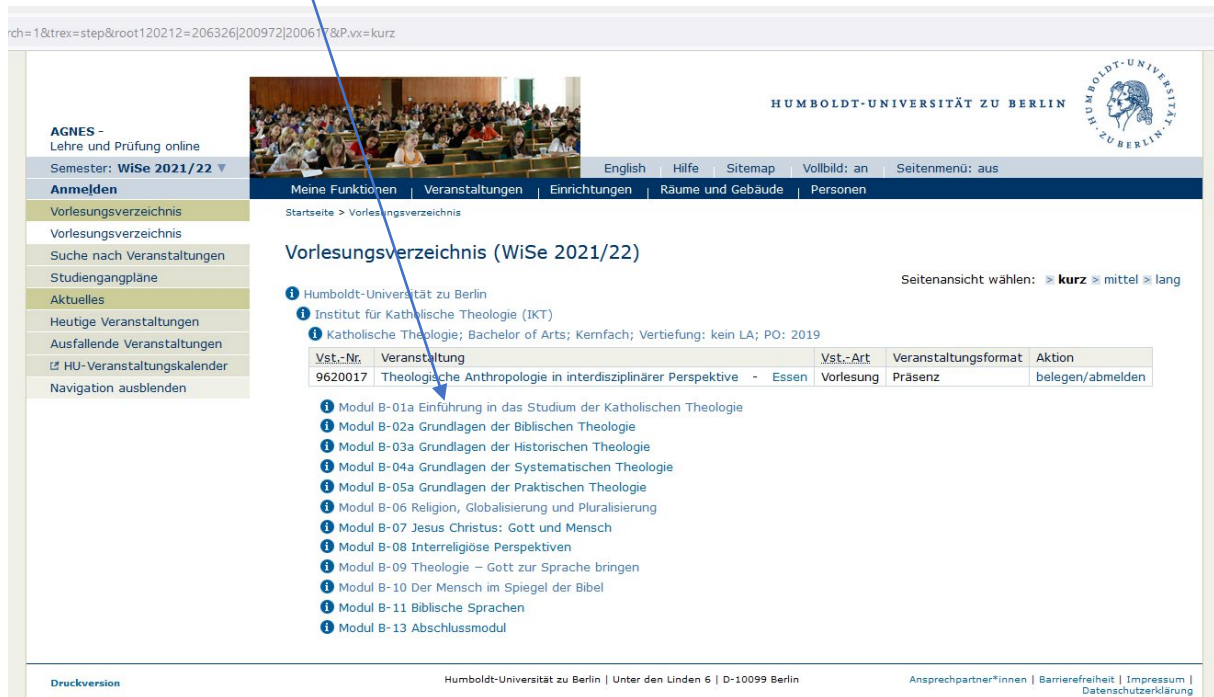 rch=1&trex=step&root120212=206326|200972|200617&P.vx=kurz
HUMBOLDT-UNIVERSITÄT ZU BERLIN
HUMBOLDT-UNIVERSITÄT · ZU BERLIN ·
AGNES -
Lehre und Prüfung online
Semester: WiSe 2021/22 ▼
English | Hilfe | Sitemap | Vollbild: an | Seitenmenü: aus
Anmelden
Meine Funktionen | Veranstaltungen | Einrichtungen | Räume und Gebäude | Personen
Vorlesungsverzeichnis
Vorlesungsverzeichnis
Suche nach Veranstaltungen
Studiengangpläne
Aktuelles
Heutige Veranstaltungen
Ausfallende Veranstaltungen
HU-Veranstaltungskalender
Navigation ausblenden
Startseite > Vorlesungsverzeichnis
Vorlesungsverzeichnis (WiSe 2021/22)
Seitenansicht wählen: > kurz > mittel > lang
Humboldt-Universität zu Berlin
Institut für Katholische Theologie (IKT)
Katholische Theologie; Bachelor of Arts; Kernfach; Vertiefung: kein LA; PO: 2019
Vst.-Nr. Veranstaltung Vst.-Art Veranstaltungsformat Aktion
9620017 Theologische Anthropologie in interdisziplinärer Perspektive - Essen Vorlesung Präsenz belegen/abmelden
Modul B-01a Einführung in das Studium der Katholischen Theologie
Modul B-02a Grundlagen der Biblischen Theologie
Modul B-03a Grundlagen der Historischen Theologie
Modul B-04a Grundlagen der Systematischen Theologie
Modul B-05a Grundlagen der Praktischen Theologie
Modul B-06 Religion, Globalisierung und Pluralisierung
Modul B-07 Jesus Christus: Gott und Mensch
Modul B-08 Interreligiöse Perspektiven
Modul B-09 Theologie – Gott zur Sprache bringen
Modul B-10 Der Mensch im Spiegel der Bibel
Modul B-11 Biblische Sprachen
Modul B-13 Abschlussmodul
Druckversion
Humboldt-Universität zu Berlin | Unter den Linden 6 | D-10099 Berlin
Ansprechpartner*innen | Barrierefreiheit | Impressum |
Datenschutzerklärung